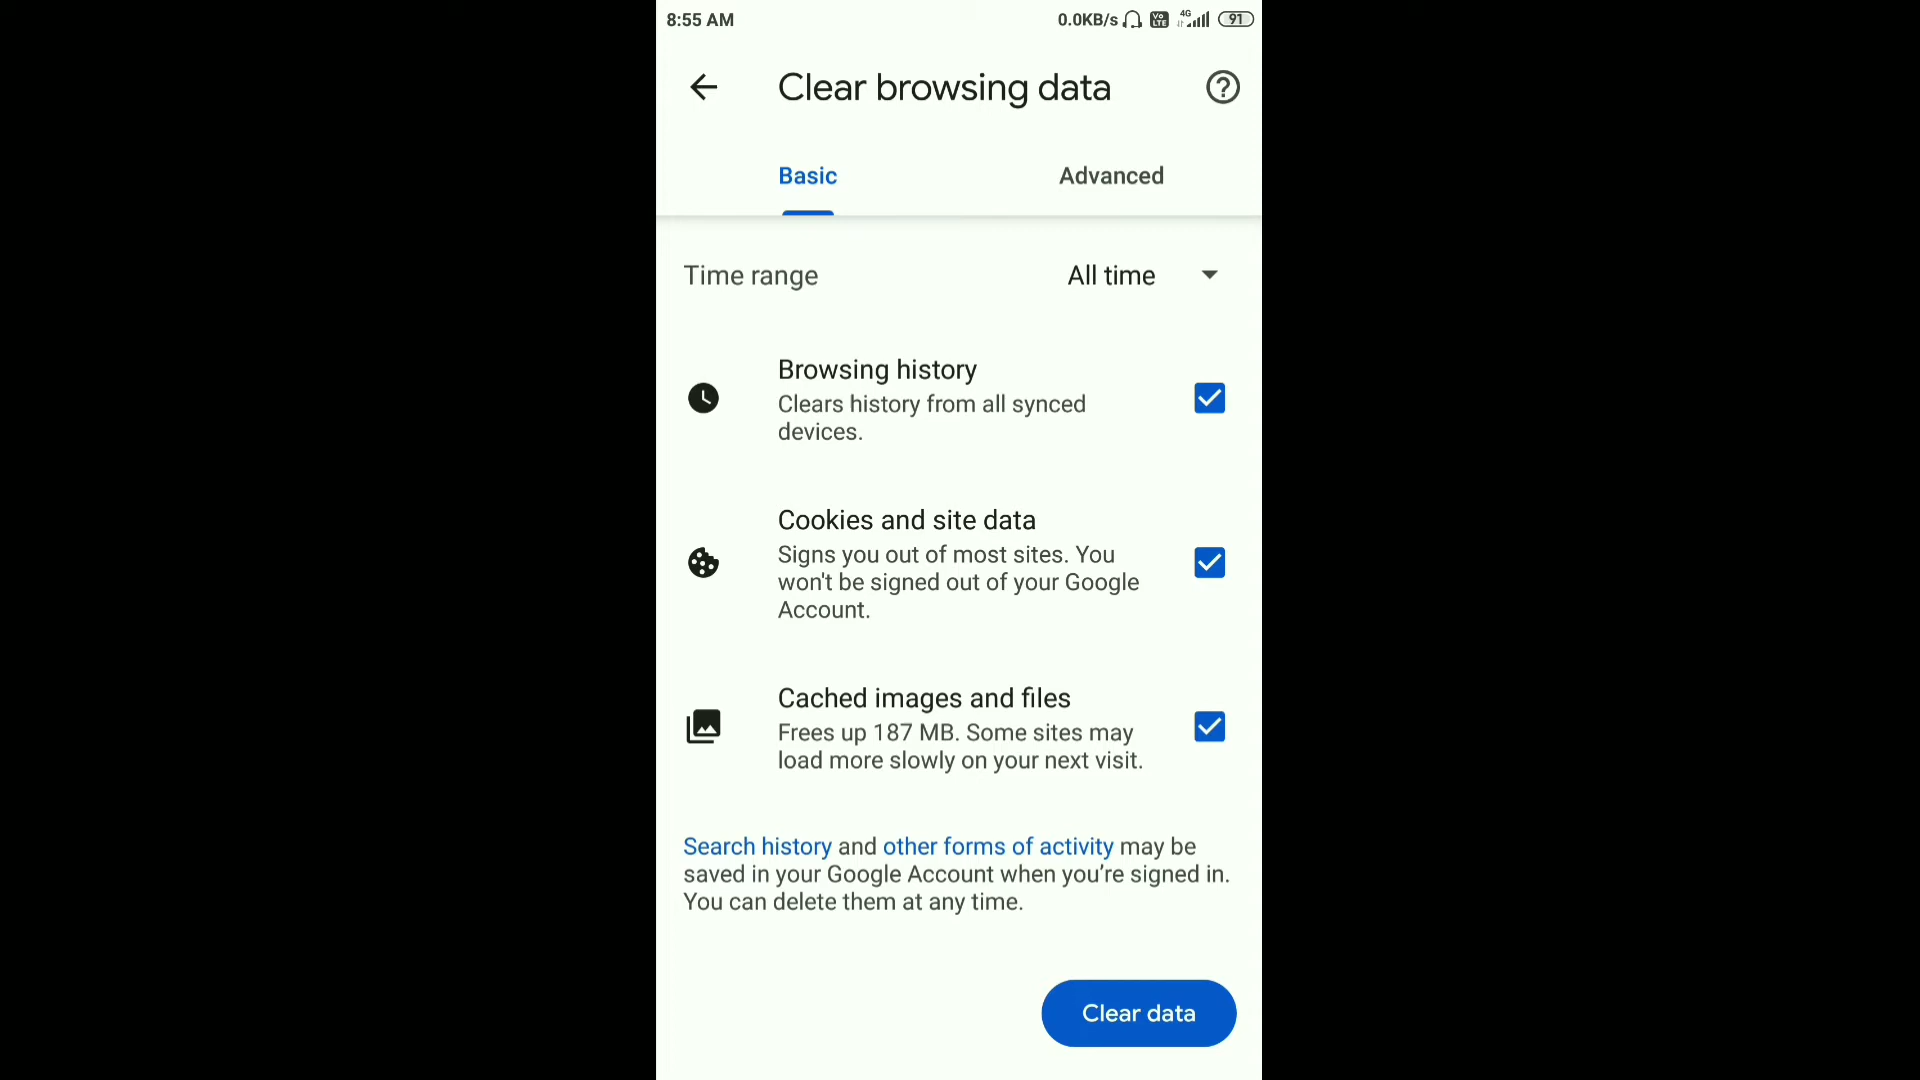 8:55 AM
0.0KB/s
Vo
LTE
4G
91
Clear browsing data
?
Basic
Advanced
Time range
All time
Browsing history
Clears history from all synced
devices.
Cookies and site data
Signs you out of most sites. You
won't be signed out of your Google
Account.
Cached images and files
Frees up 187 MB. Some sites may
load more slowly on your next visit.
Search history and other forms of activity may be
saved in your Google Account when you’re signed in.
You can delete them at any time.
Clear data